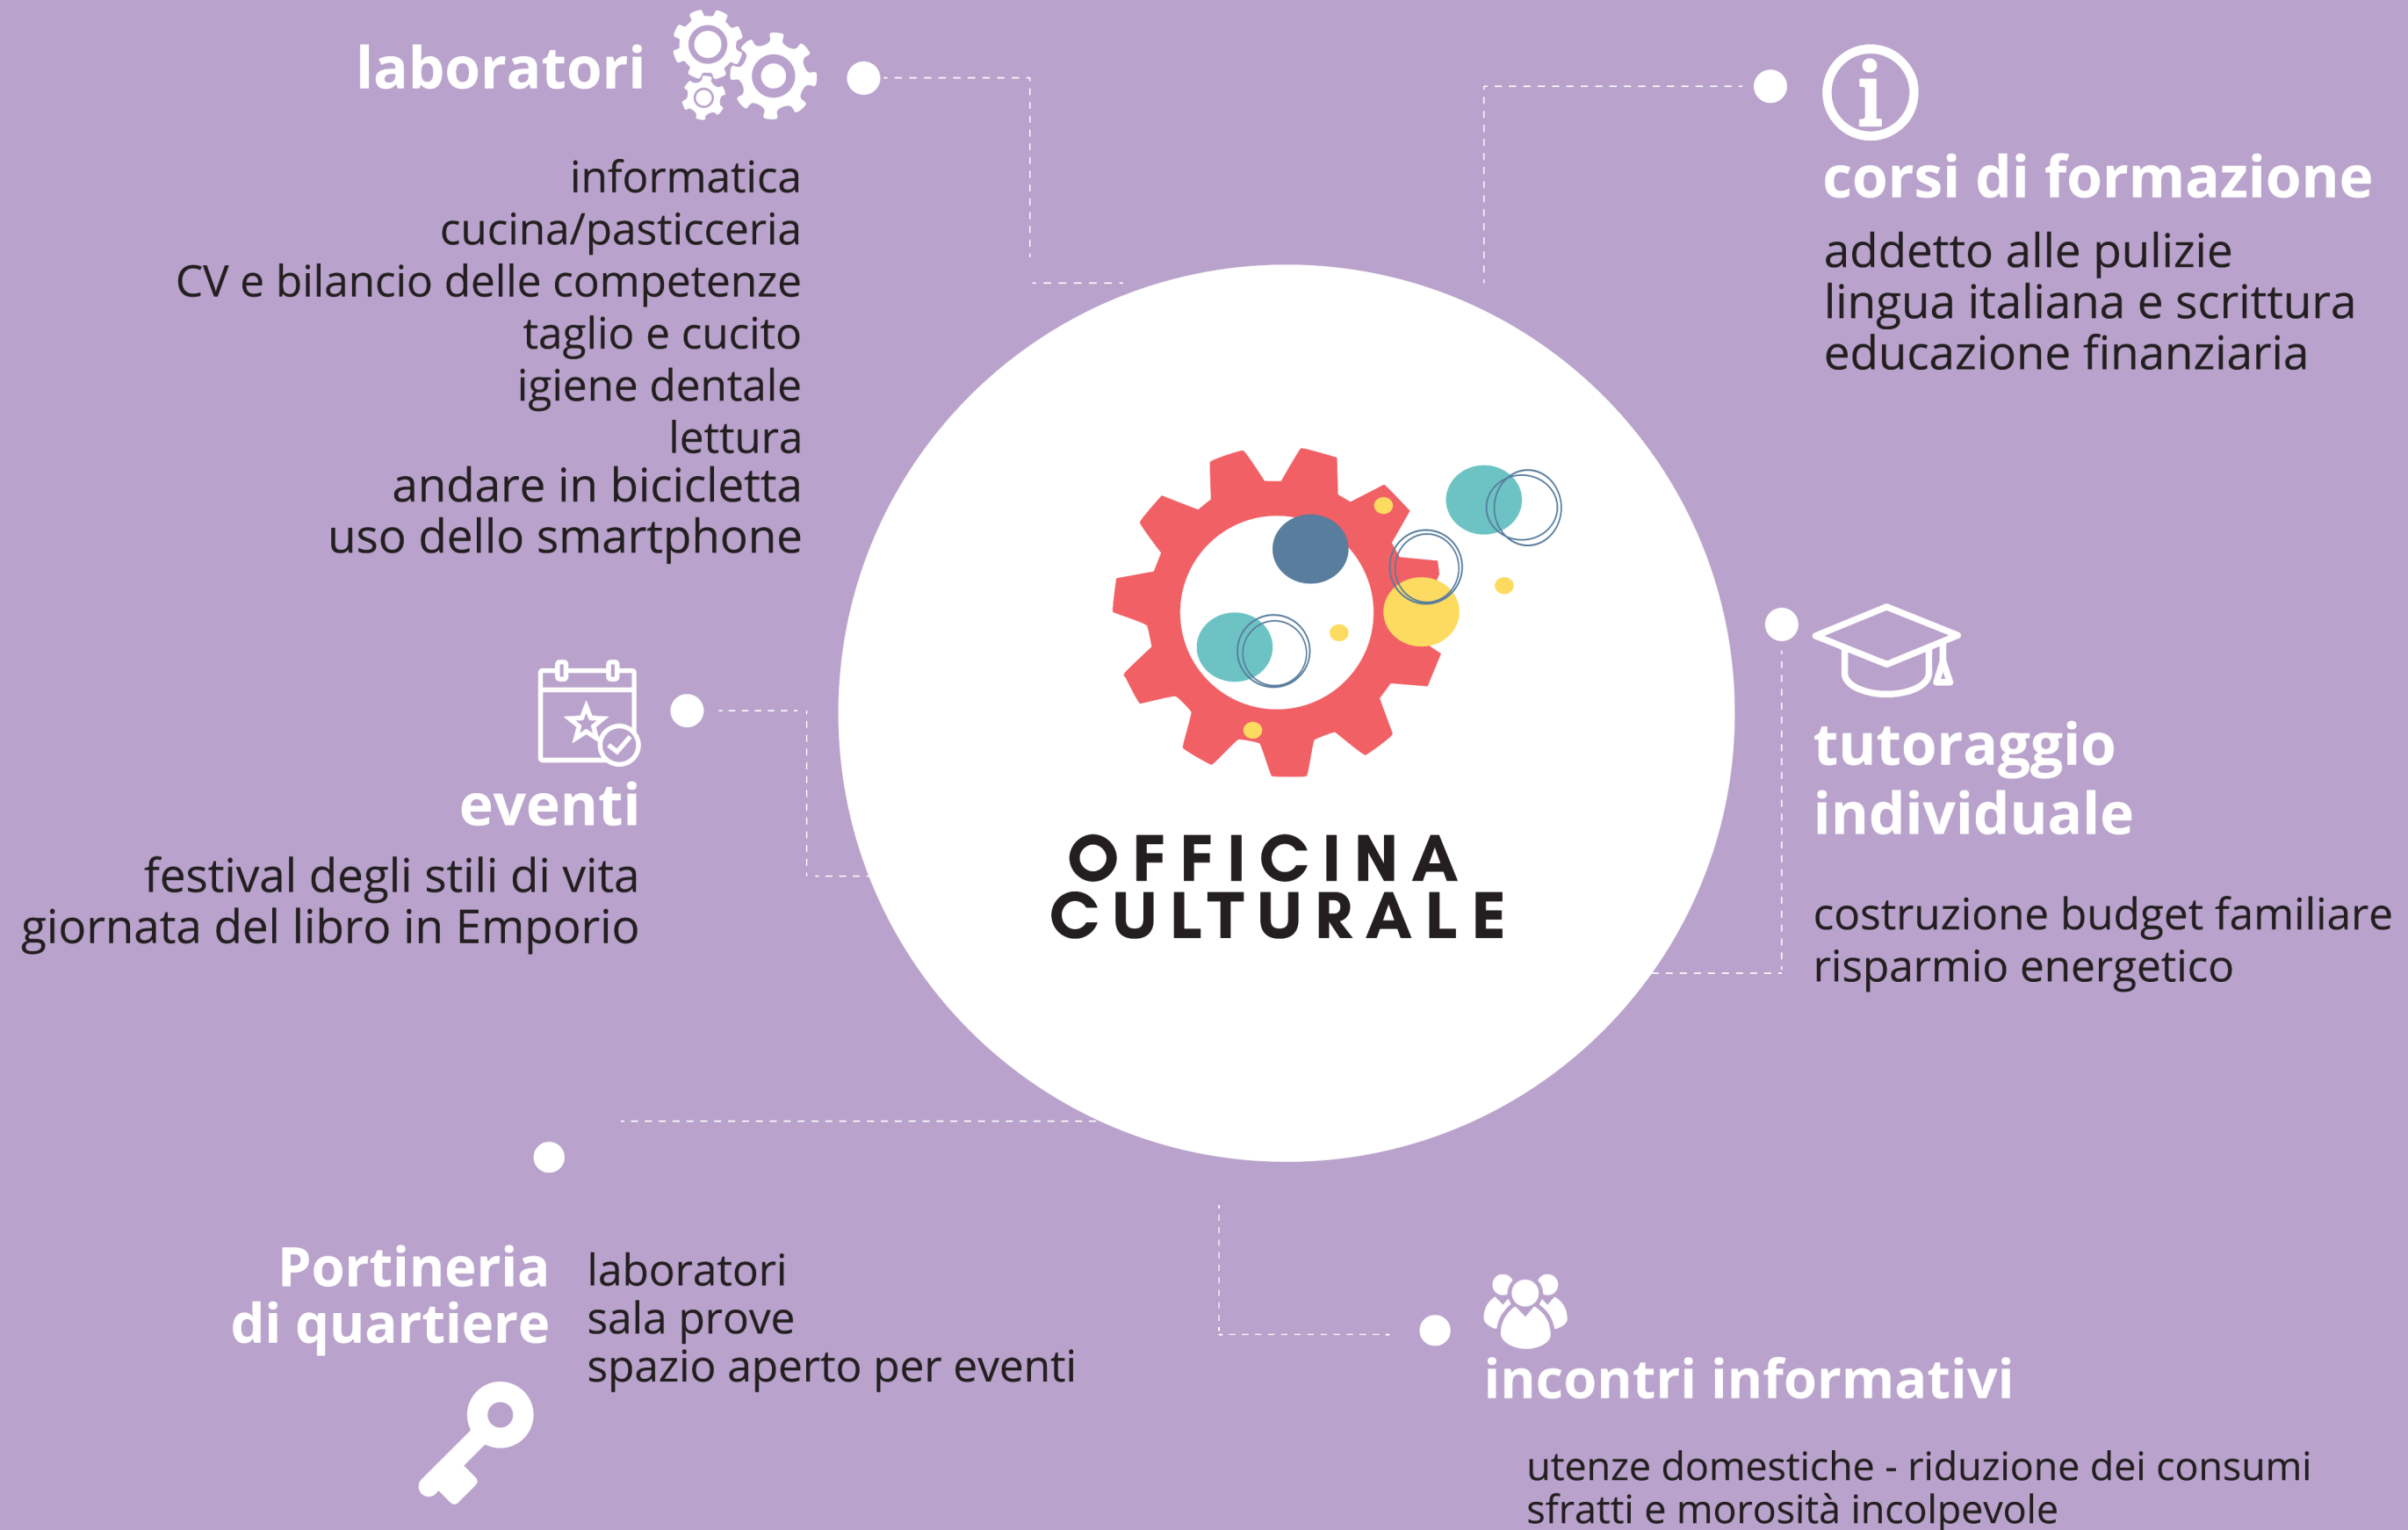 laboratori
informatica
cucina/pasticceria
CV e bilancio delle competenze
taglio e cucito
igiene dentale
lettura
andare in bicicletta
uso dello smartphone
corsi di formazione
addetto alle pulizie
lingua italiana e scrittura
educazione finanziaria
OFFICINA
CULTURALE
eventi
festival degli stili di vita
giornata del libro in Emporio
tutoraggio
individuale
costruzione budget familiare
risparmio energetico
Portineria
di quartiere
laboratori
sala prove
spazio aperto per eventi
incontri informativi
utenze domestiche - riduzione dei consumi
sfratti e morosità incolpevole